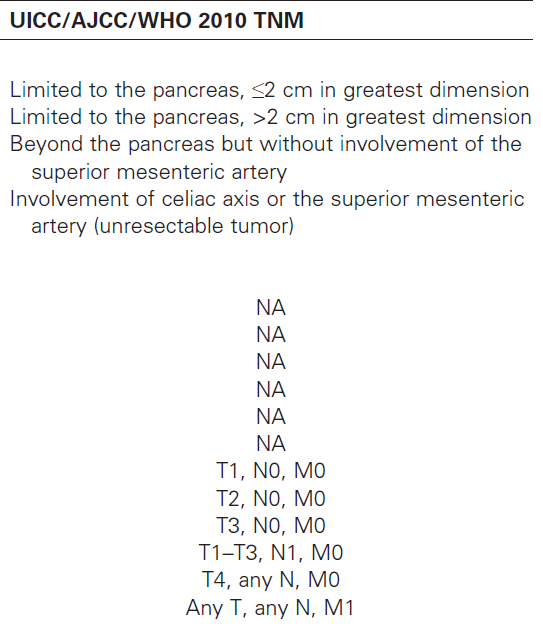 UICC/AJCC/WHO 2010 TNM
Limited to the pancreas, ≤2 cm in greatest dimension
Limited to the pancreas, >2 cm in greatest dimension
Beyond the pancreas but without involvement of the
superior mesenteric artery
Involvement of celiac axis or the superior mesenteric
artery (unresectable tumor)
NA
NA
NA
NA
NA
NA
T1, N0, M0
T2, N0, M0
T3, N0, M0
T1–T3, N1, M0
T4, any N, M0
Any T, any N, M1